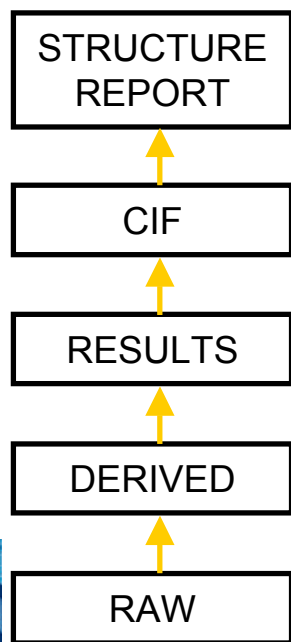 STRUCTURE
REPORT
CIF
RESULTS
DERIVED
RAW